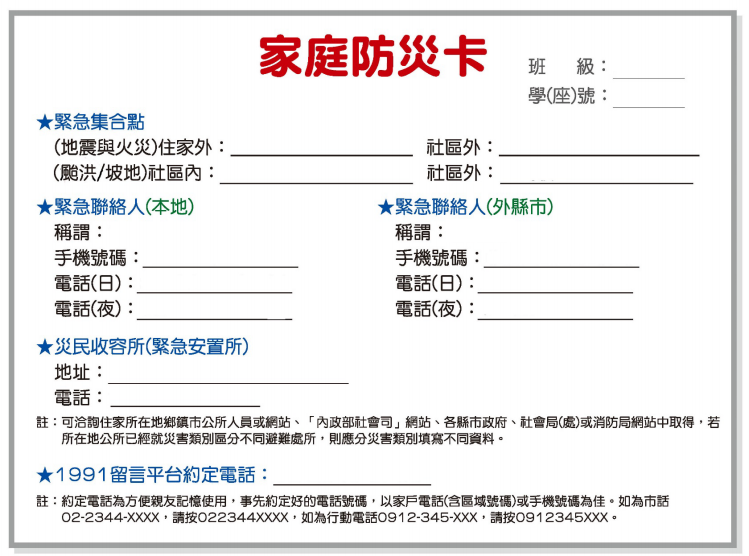 家庭防災卡
班 級：
學(座)號：
★緊急集合點
(地震與火災)住家外： 社區外：
(颱洪/坡地)社區內： 社區外：
★緊急聯絡人(本地) ★緊急聯絡人(外縣市)
稱謂： 稱謂：
手機號碼： 手機號碼：
電話(日)： 電話(日)：
電話(夜)： 電話(夜)：
★災民收容所(緊急安置所)
地址：
電話：
註：可洽詢住家所在地鄉鎮市公所人員或網站、「內政部社會司」網站、各縣市政府、社會局(處)或消防局網站中取得，若
所在地公所已經就災害類別區分不同避難處所，則應分災害類別填寫不同資料。
★1991留言平台約定電話：
註：約定電話為方便親友記憶使用，事先約定好的電話號碼，以家戶電話(含區域號碼)或手機號碼為佳。如為市話
02-2344-XXXX，請按022344XXXX，如為行動電話0912-345-XXX，請按0912345XXX。